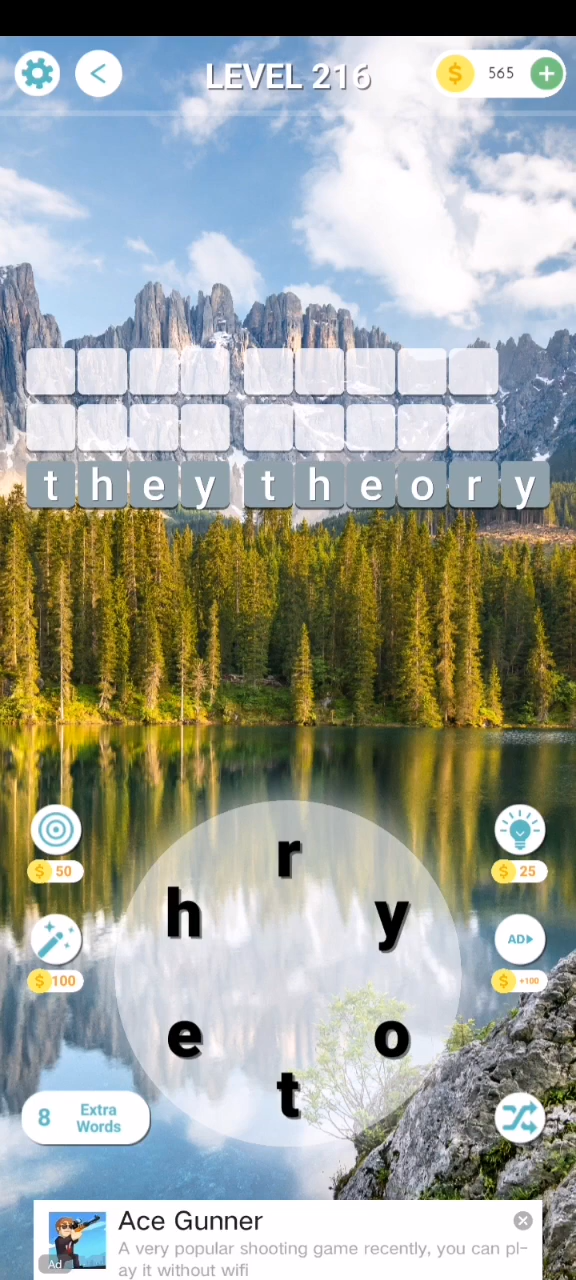 LEVEL 216
565
they theory
r
h y
e o
t
50
25
100
AD
+100
8 Extra Words
Ace Gunner
A very popular shooting game recently, you can pl-
ay it without wifi
Ad